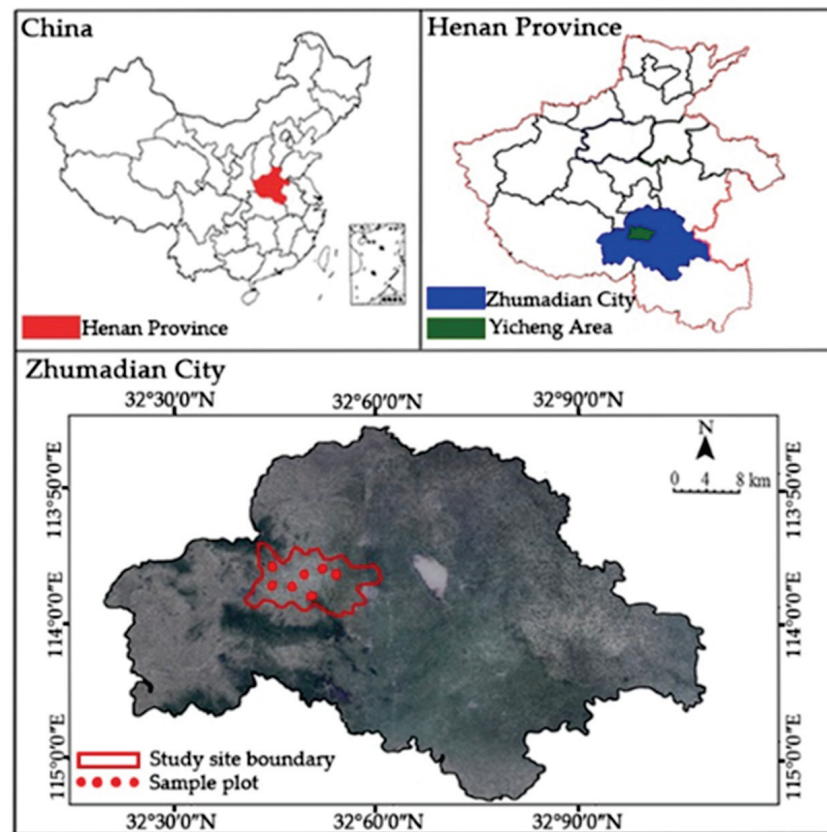 China
Henan Province
Henan Province
Zhumadian City
Yicheng Area
Zhumadian City
32°30'0"N 32°60'0"N 32°90'0"N
N
0 4 8 km
113°50'0"E
113°50'0"E
114°0'0"E
114°0'0"E
115°0'0"E
115°0'0"E
Study site boundary
Sample plot
32°30'0"N 32°60'0"N 32°90'0"N